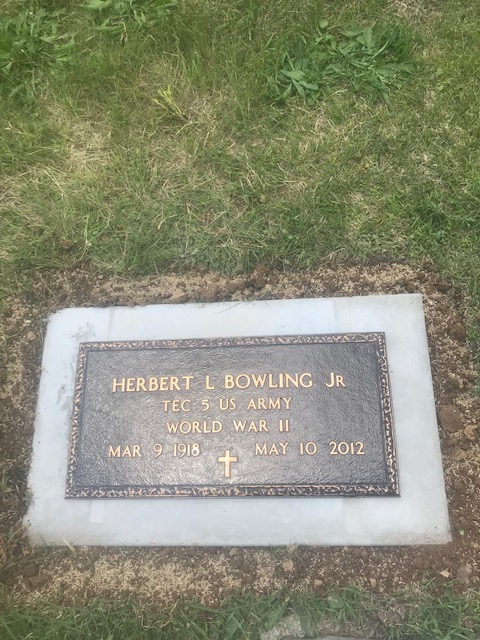 HERBERT L BOWLING JR
TEC 5 US ARMY
WORLD WAR II
MAR 9 1918 MAY 10 2012